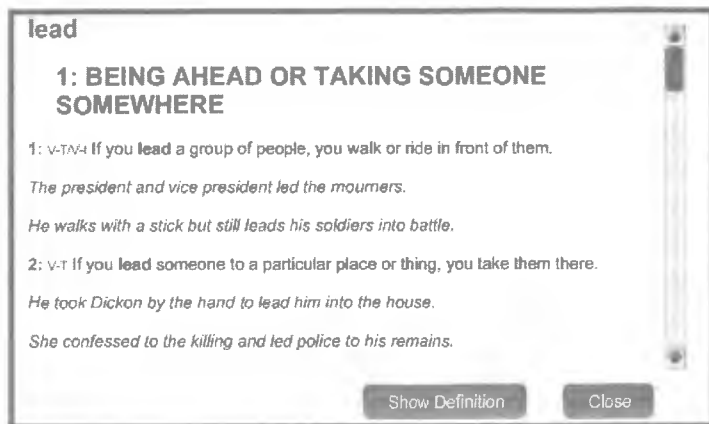 lead
1: BEING AHEAD OR TAKING SOMEONE
SOMEWHERE
1: V-T/V-I If you lead a group of people, you walk or ride in front of them.
The president and vice president led the mourners.
He walks with a stick but still leads his soldiers into battle.
2: V-T If you lead someone to a particular place or thing, you take them there.
He took Dickon by the hand to lead him into the house.
She confessed to the killing and led police to his remains.
Show Definition Close